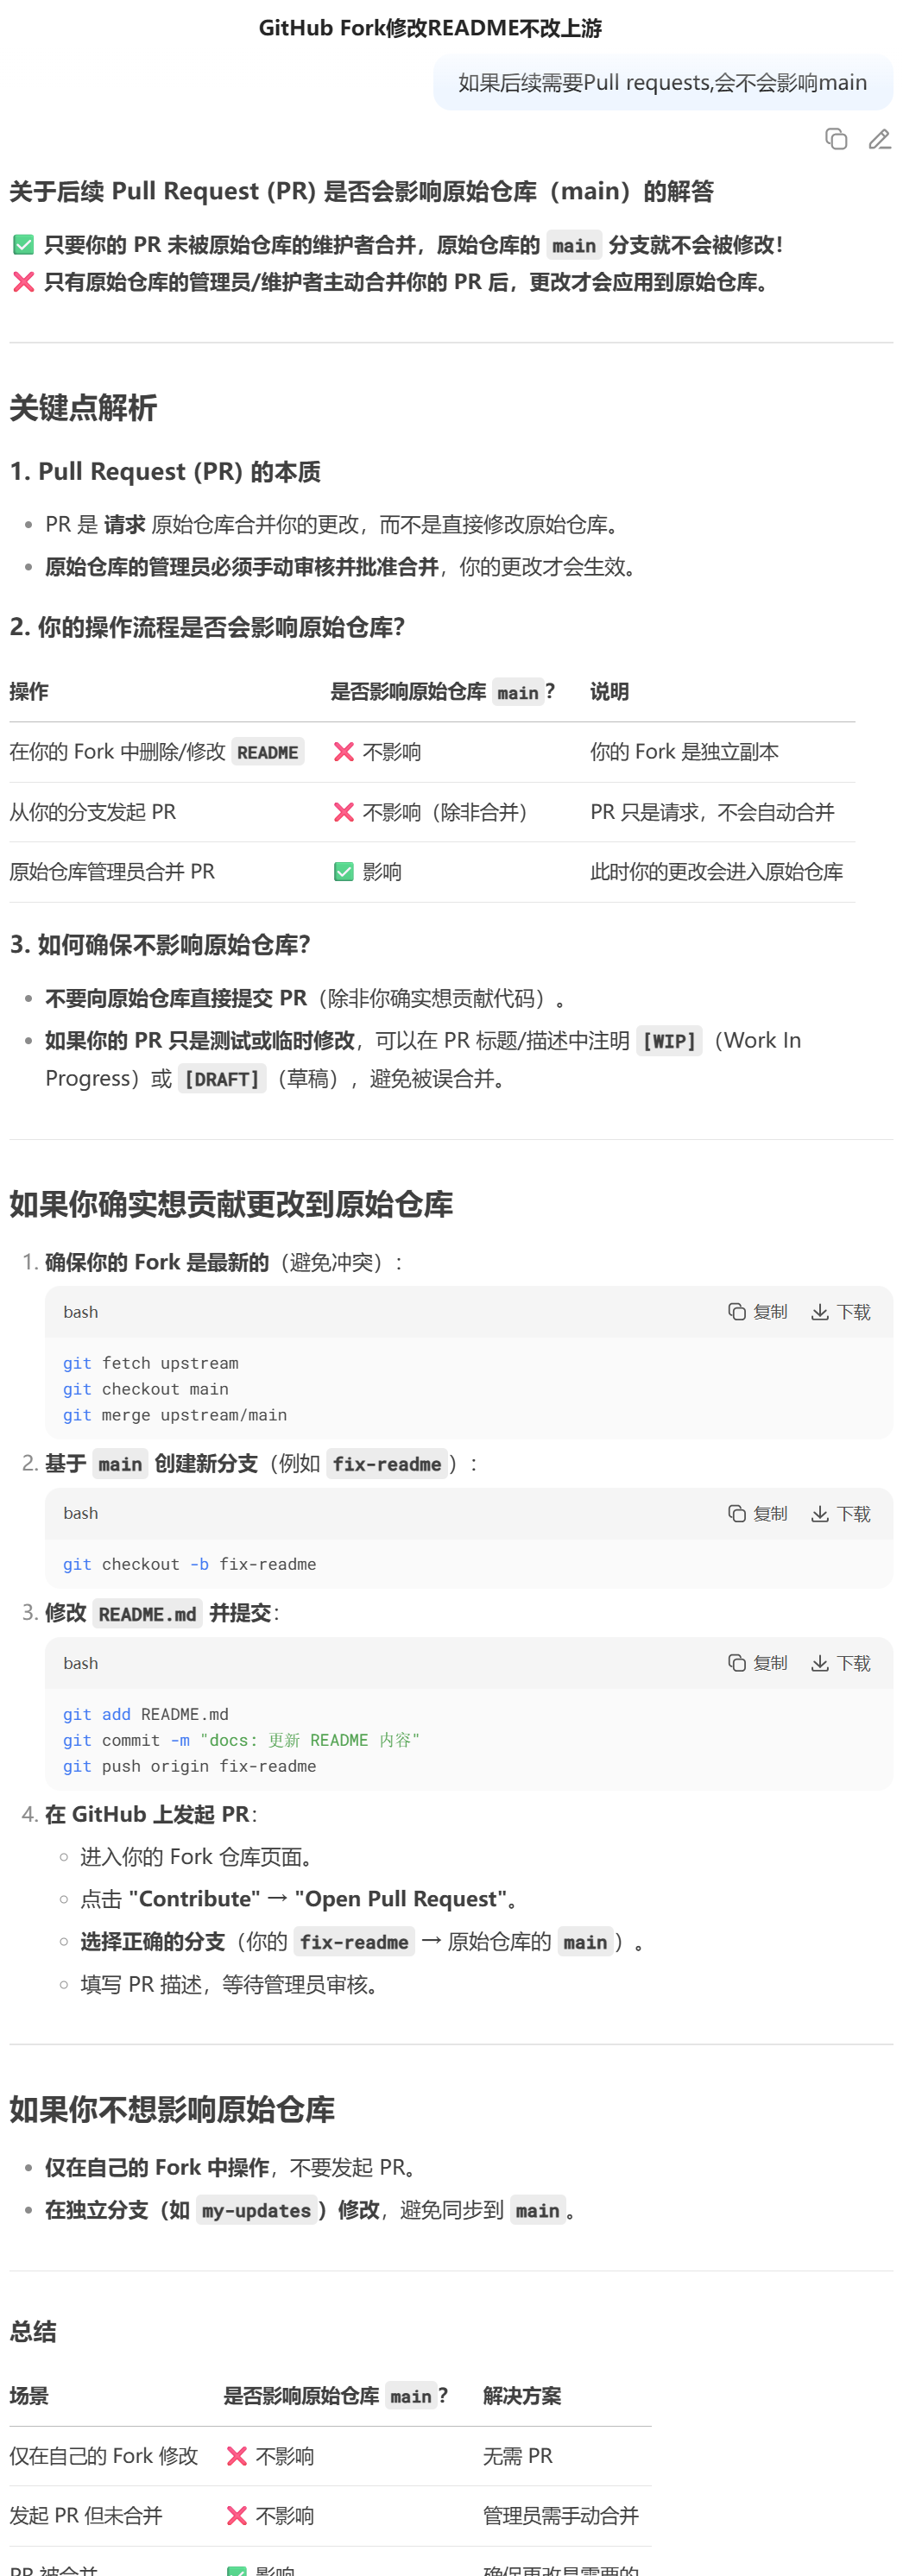 GitHub Fork修改README不改上游
如果后续需要Pull requests,会不会影响main
关于后续 Pull Request (PR) 是否会影响原始仓库（main）的解答
✅ 只要你的 PR 未被原始仓库的维护者合并，原始仓库的 main 分支就不会被修改！
❌ 只有原始仓库的管理员/维护者主动合并你的 PR 后，更改才会应用到原始仓库。
关键点解析
1. Pull Request (PR) 的本质
• PR 是 请求 原始仓库合并你的更改，而不是直接修改原始仓库。
• 原始仓库的管理员必须手动审核并批准合并，你的更改才会生效。
2. 你的操作流程是否会影响原始仓库？
操作 是否影响原始仓库 main？ 说明
在你的 Fork 中删除/修改 README ❌ 不影响 你的 Fork 是独立副本
从你的分支发起 PR ❌ 不影响（除非合并） PR 只是请求，不会自动合并
原始仓库管理员合并 PR ✅ 影响 此时你的更改会进入原始仓库
3. 如何确保不影响原始仓库？
• 不要向原始仓库直接提交 PR（除非你确实想贡献代码）。
• 如果你的 PR 只是测试或临时修改，可以在 PR 标题/描述中注明 [WIP]（Work In
Progress）或 [DRAFT]（草稿），避免被误合并。
如果你确实想贡献更改到原始仓库
1. 确保你的 Fork 是最新的（避免冲突）：
bash 复制 下载
git fetch upstream
git checkout main
git merge upstream/main
2. 基于 main 创建新分支（例如 fix-readme）：
bash 复制 下载
git checkout -b fix-readme
3. 修改 README.md 并提交：
bash 复制 下载
git add README.md
git commit -m "docs: 更新 README 内容"
git push origin fix-readme
4. 在 GitHub 上发起 PR：
○ 进入你的 Fork 仓库页面。
○ 点击 "Contribute" → "Open Pull Request"。
○ 选择正确的分支（你的 fix-readme → 原始仓库的 main）。
○ 填写 PR 描述，等待管理员审核。
如果你不想影响原始仓库
• 仅在自己的 Fork 中操作，不要发起 PR。
• 在独立分支（如 my-updates）修改，避免同步到 main。
总结
场景 是否影响原始仓库 main？ 解决方案
仅在自己的 Fork 修改 ❌ 不影响 无需 PR
发起 PR 但未合并 ❌ 不影响 管理员需手动合并
PR 被合并 ✅ 影响 确保更改是需要的